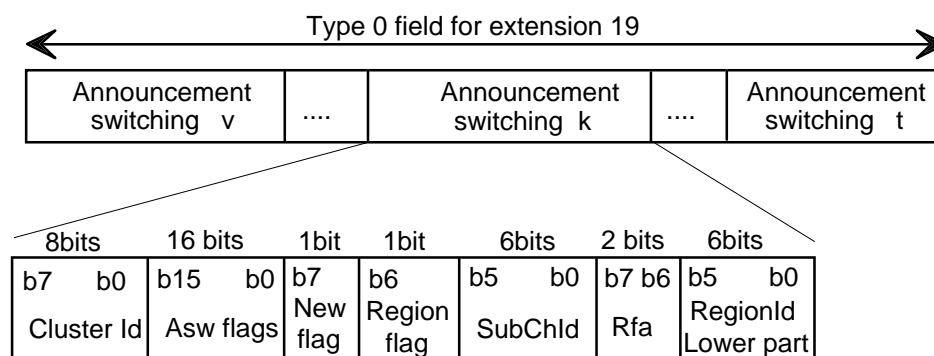 Type 0 field for extension 19
Announcement switching v
....
Announcement switching k
....
Announcement switching t
8bits 16 bits 1bit 1bit 6bits 2 bits 6bits
b7 b0 b15 b0 b7 b6 b5 b0 b7 b6 b5 b0
Cluster Id Asw flags New flag Region flag SubChId Rfa RegionId Lower part